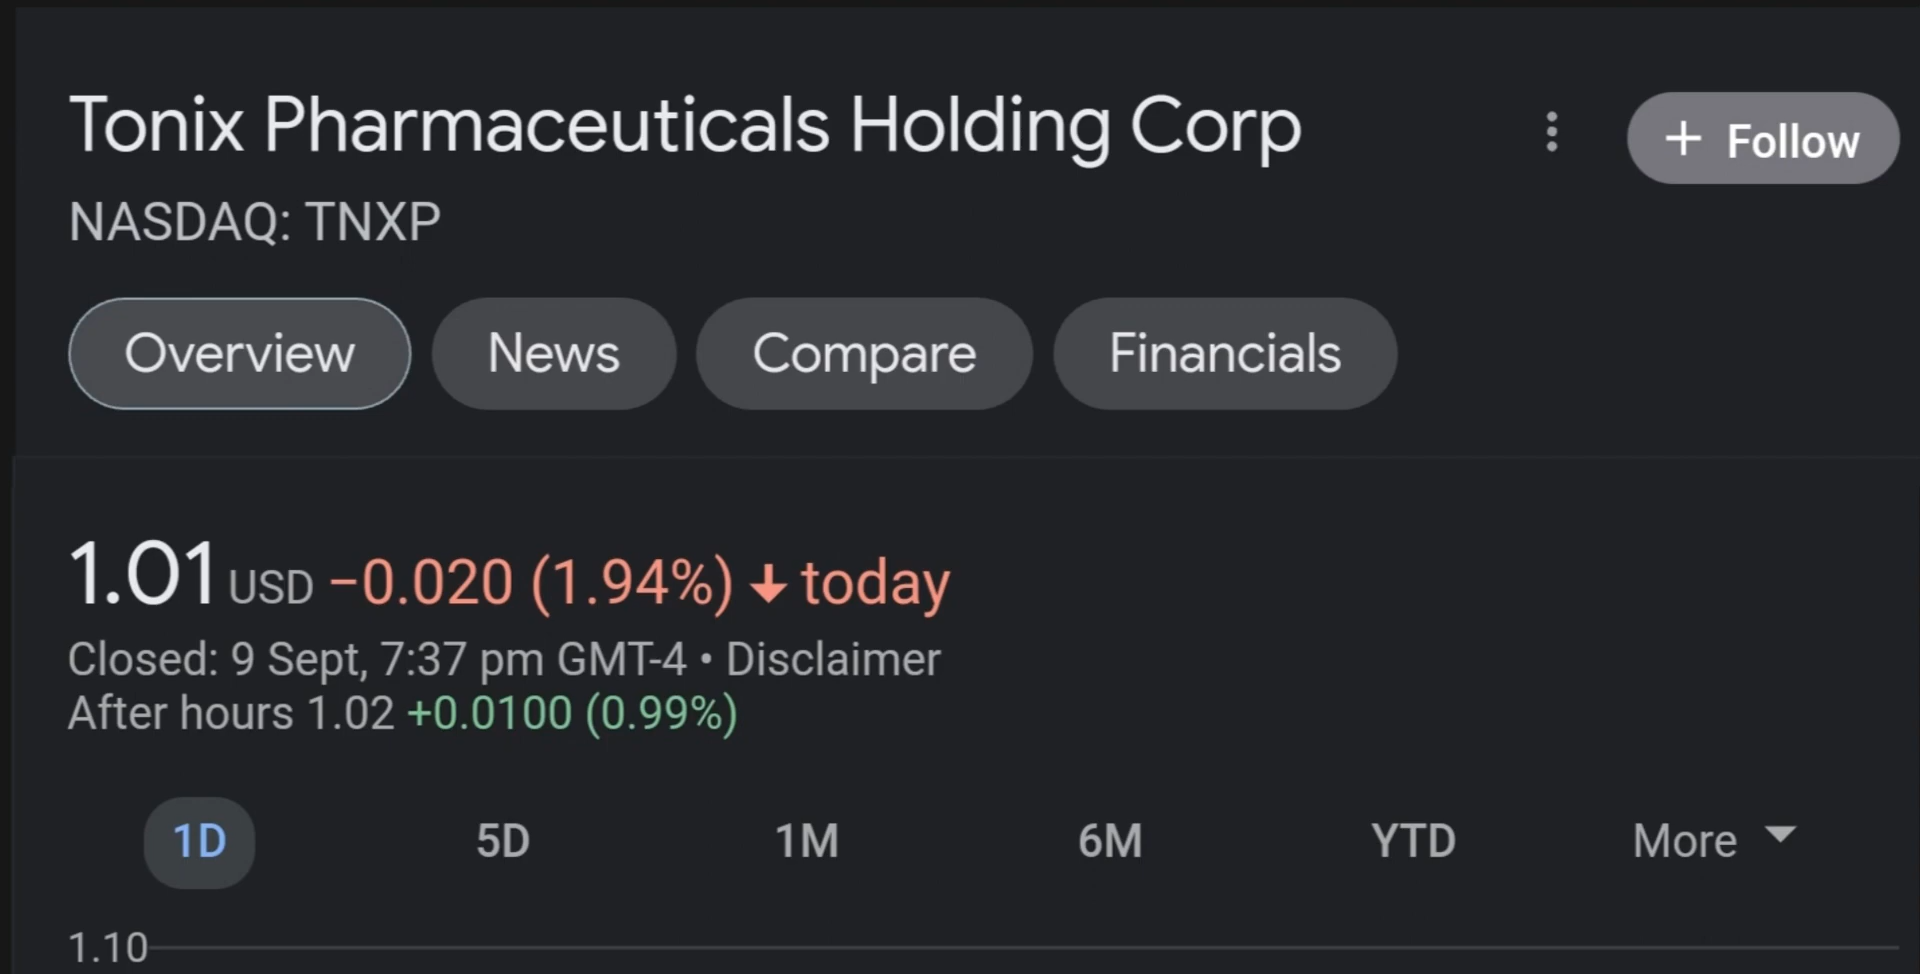 Tonix Pharmaceuticals Holding Corp
+ Follow
NASDAQ: TNXP
Overview News Compare Financials
1.01 USD −0.020 (1.94%) ↓ today
Closed: 9 Sept, 7:37 pm GMT-4 • Disclaimer
After hours 1.02 +0.0100 (0.99%)
1D 5D 1M 6M YTD More
1.10